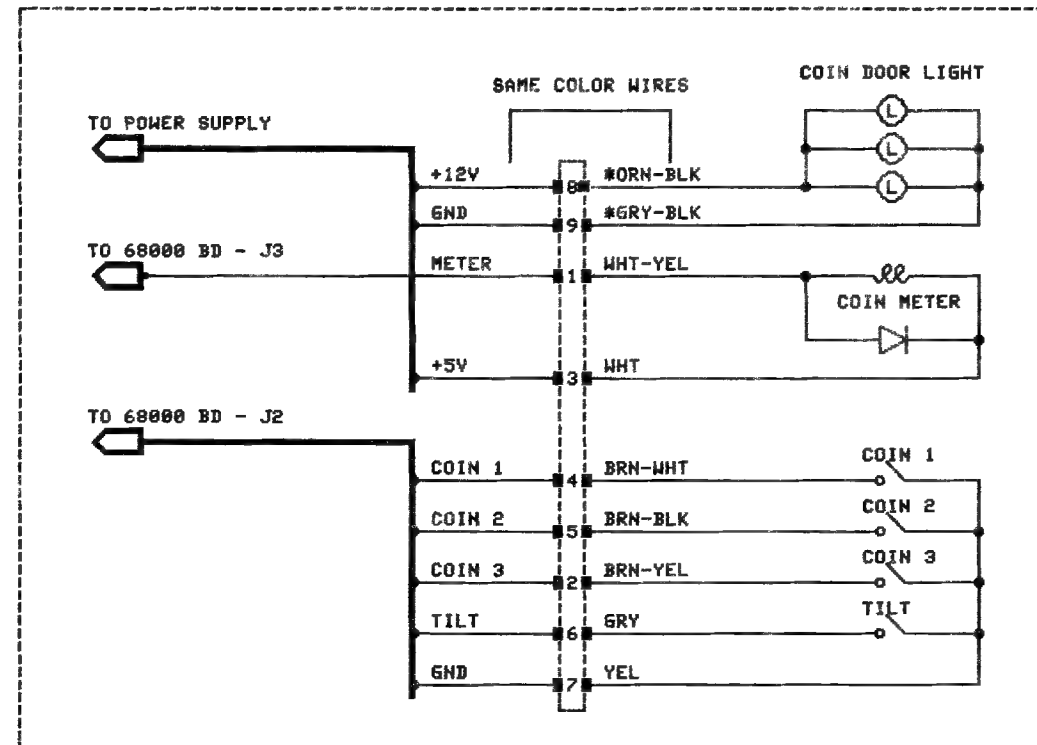 COIN DOOR LIGHT
SAME COLOR WIRES
L
TO POWER SUPPLY
L
+12V 8 *ORN-BLK L
GND 9 *GRY-BLK
TO 68000 BD - J3
METER 1 WHT-YEL
COIN METER
+5V 3 WHT
TO 68000 BD - J2
COIN 1
COIN 1 4 BRN-WHT
COIN 2
COIN 2 5 BRN-BLK
COIN 3
COIN 3 2 BRN-YEL
TILT
TILT 6 GRY
GND 7 YEL